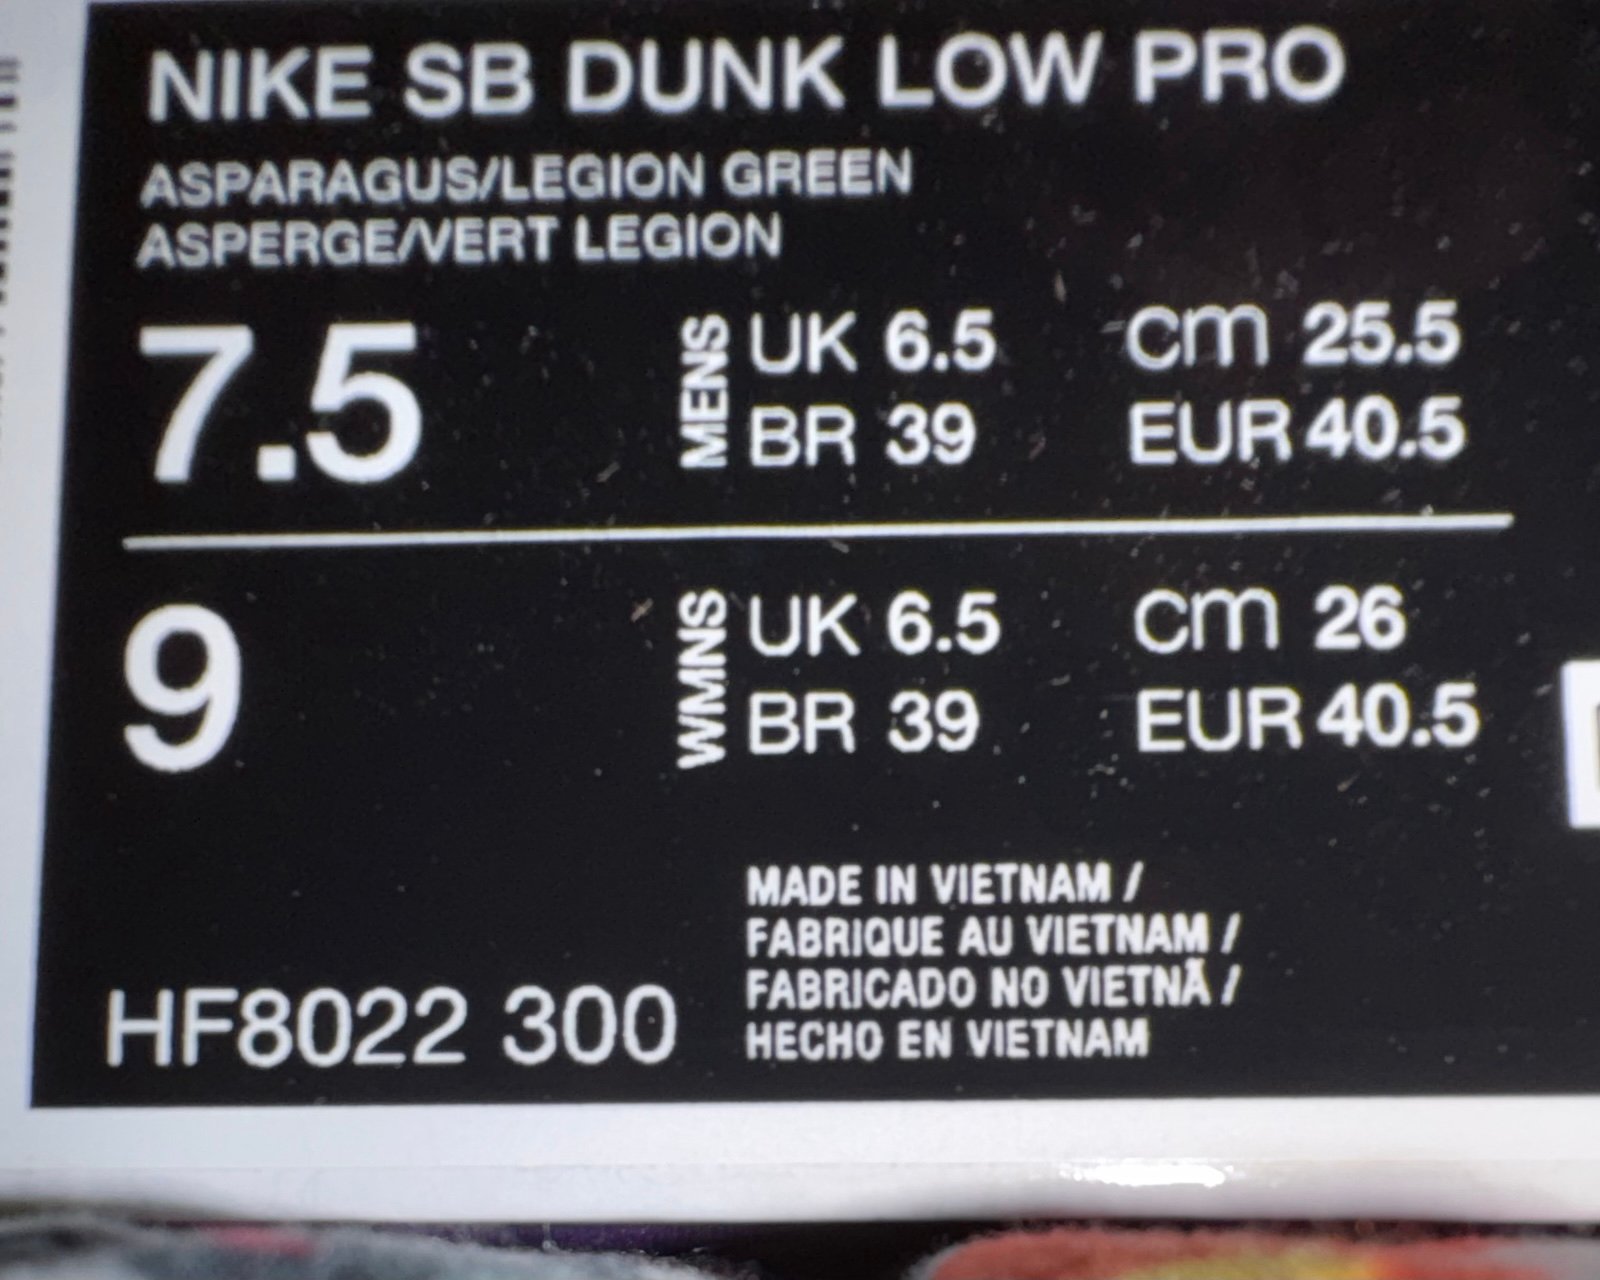 NIKE SB DUNK LOW PRO
ASPARAGUS/LEGION GREEN
ASPERGE/VERT LEGION
7.5 MENS UK 6.5 cm 25.5
BR 39 EUR 40.5
9 WMNS UK 6.5 cm 26
BR 39 EUR 40.5
MADE IN VIETNAM /
FABRIQUE AU VIETNAM /
FABRICADO NO VIETNÃ /
HECHO EN VIETNAM
HF8022 300